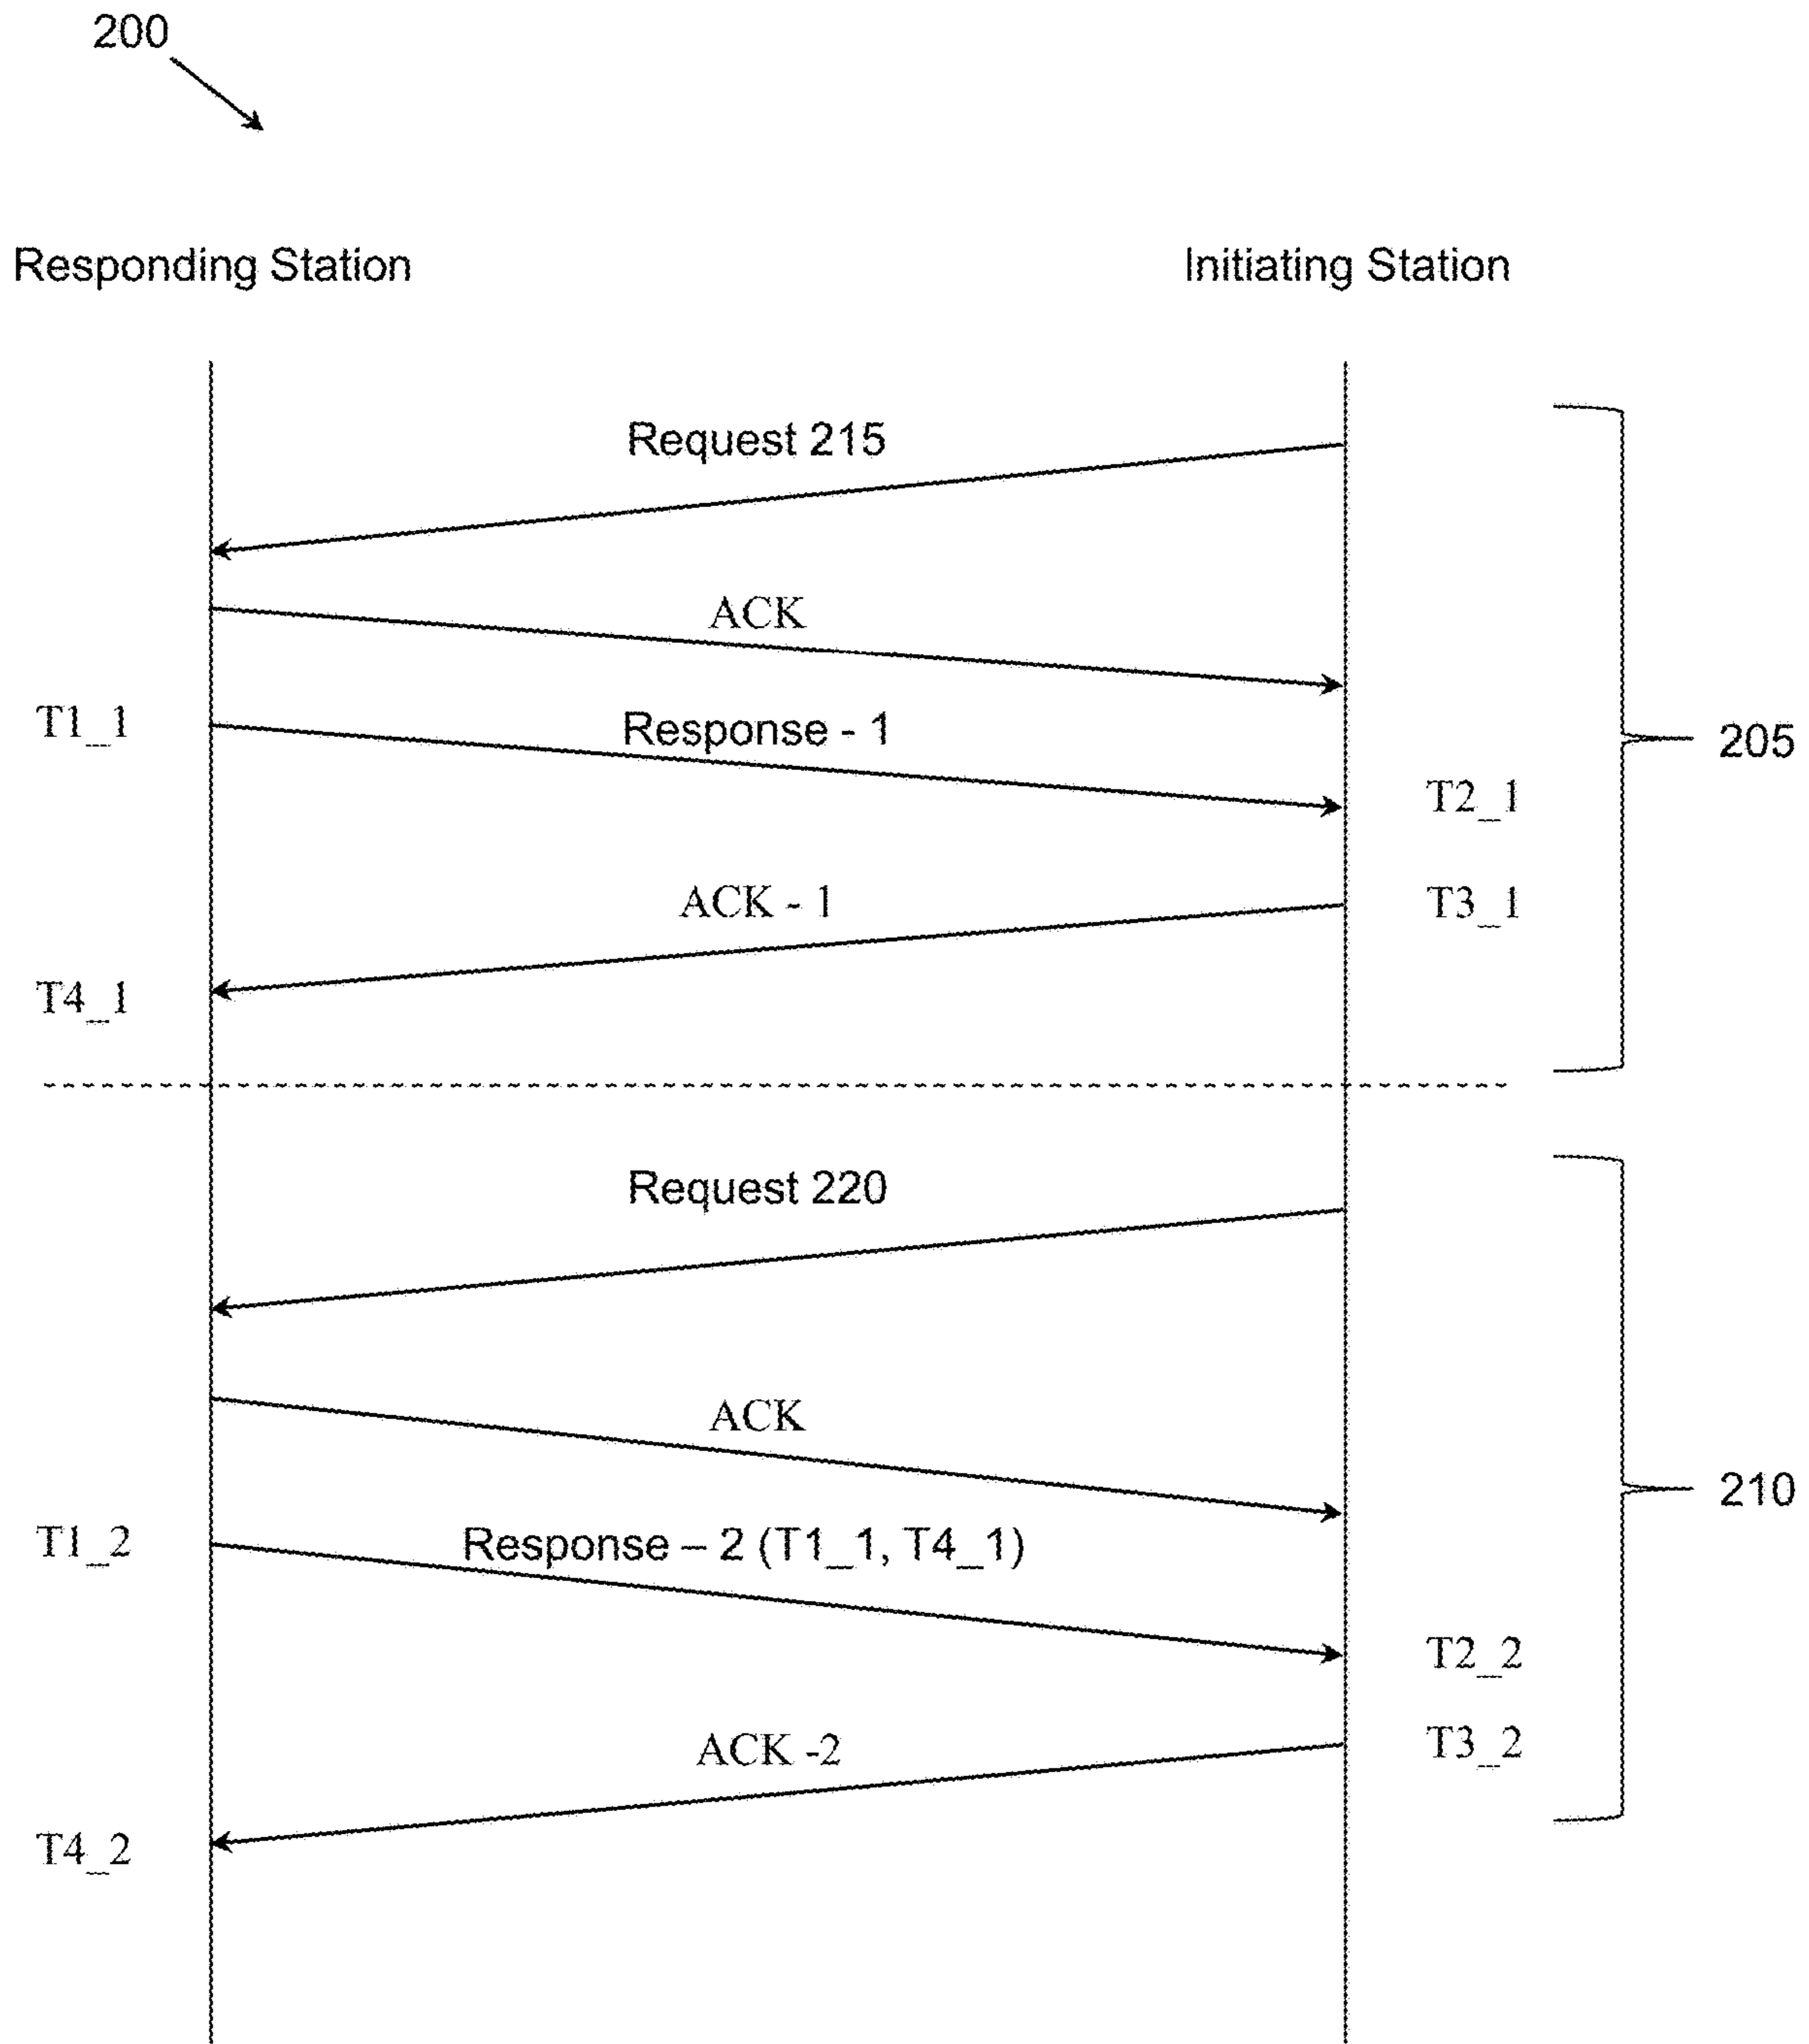 200
Responding Station
Initiating Station
Request 215
ACK
T1_1
Response - 1
205
T2_1
ACK - 1
T3_1
T4_1
Request 220
ACK
210
T1_2
Response – 2 (T1_1, T4_1)
T2_2
ACK -2
T3_2
T4_2